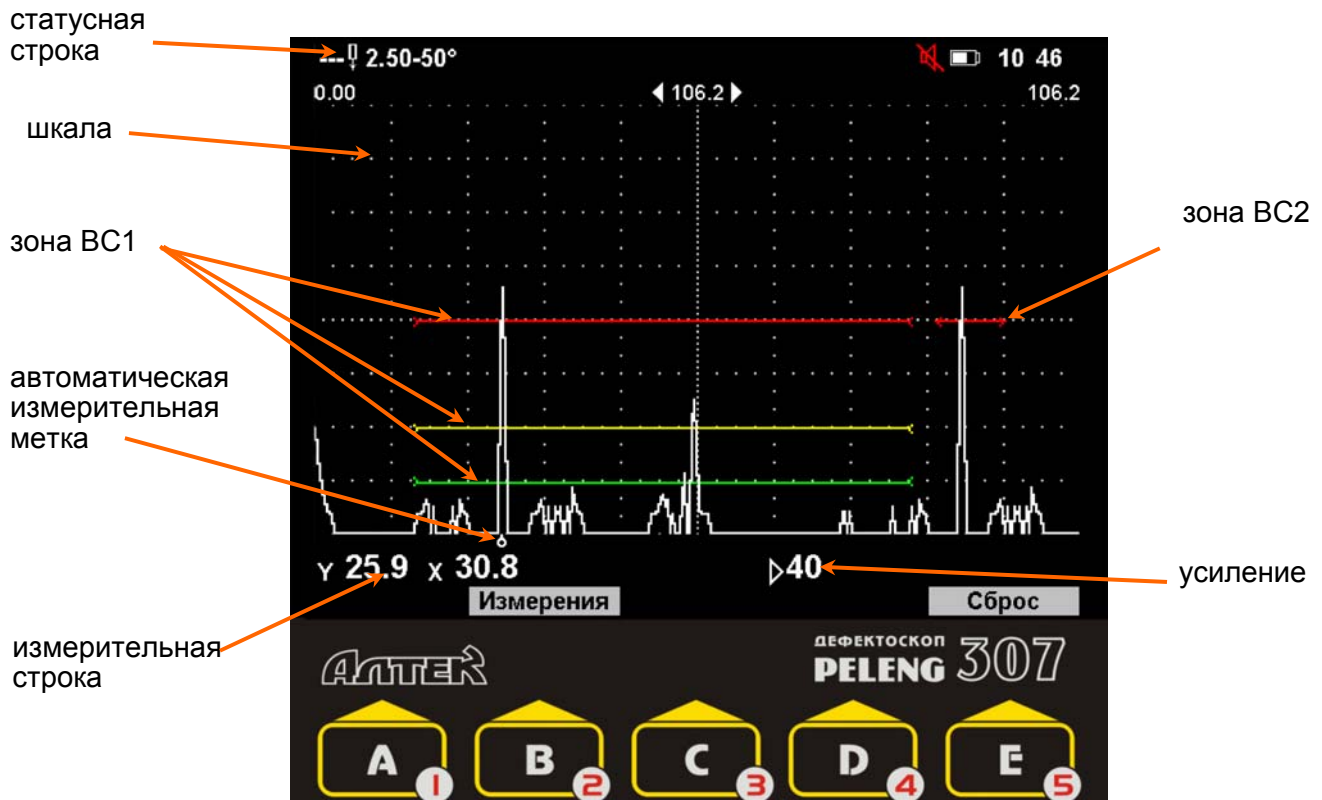 статусная
строка
шкала
зона ВС1
автоматическая
измерительная
метка
измерительная
строка
--- 2.50-50°
10 46
0.00
106.2
106.2
Y 25.9 X 30.8
40
Измерения
Сброс
зона ВС2
усиление
АЛТЕК
ДЕФЕКТОСКОП
PELENG 307
A 1
B 2
C 3
D 4
E 5